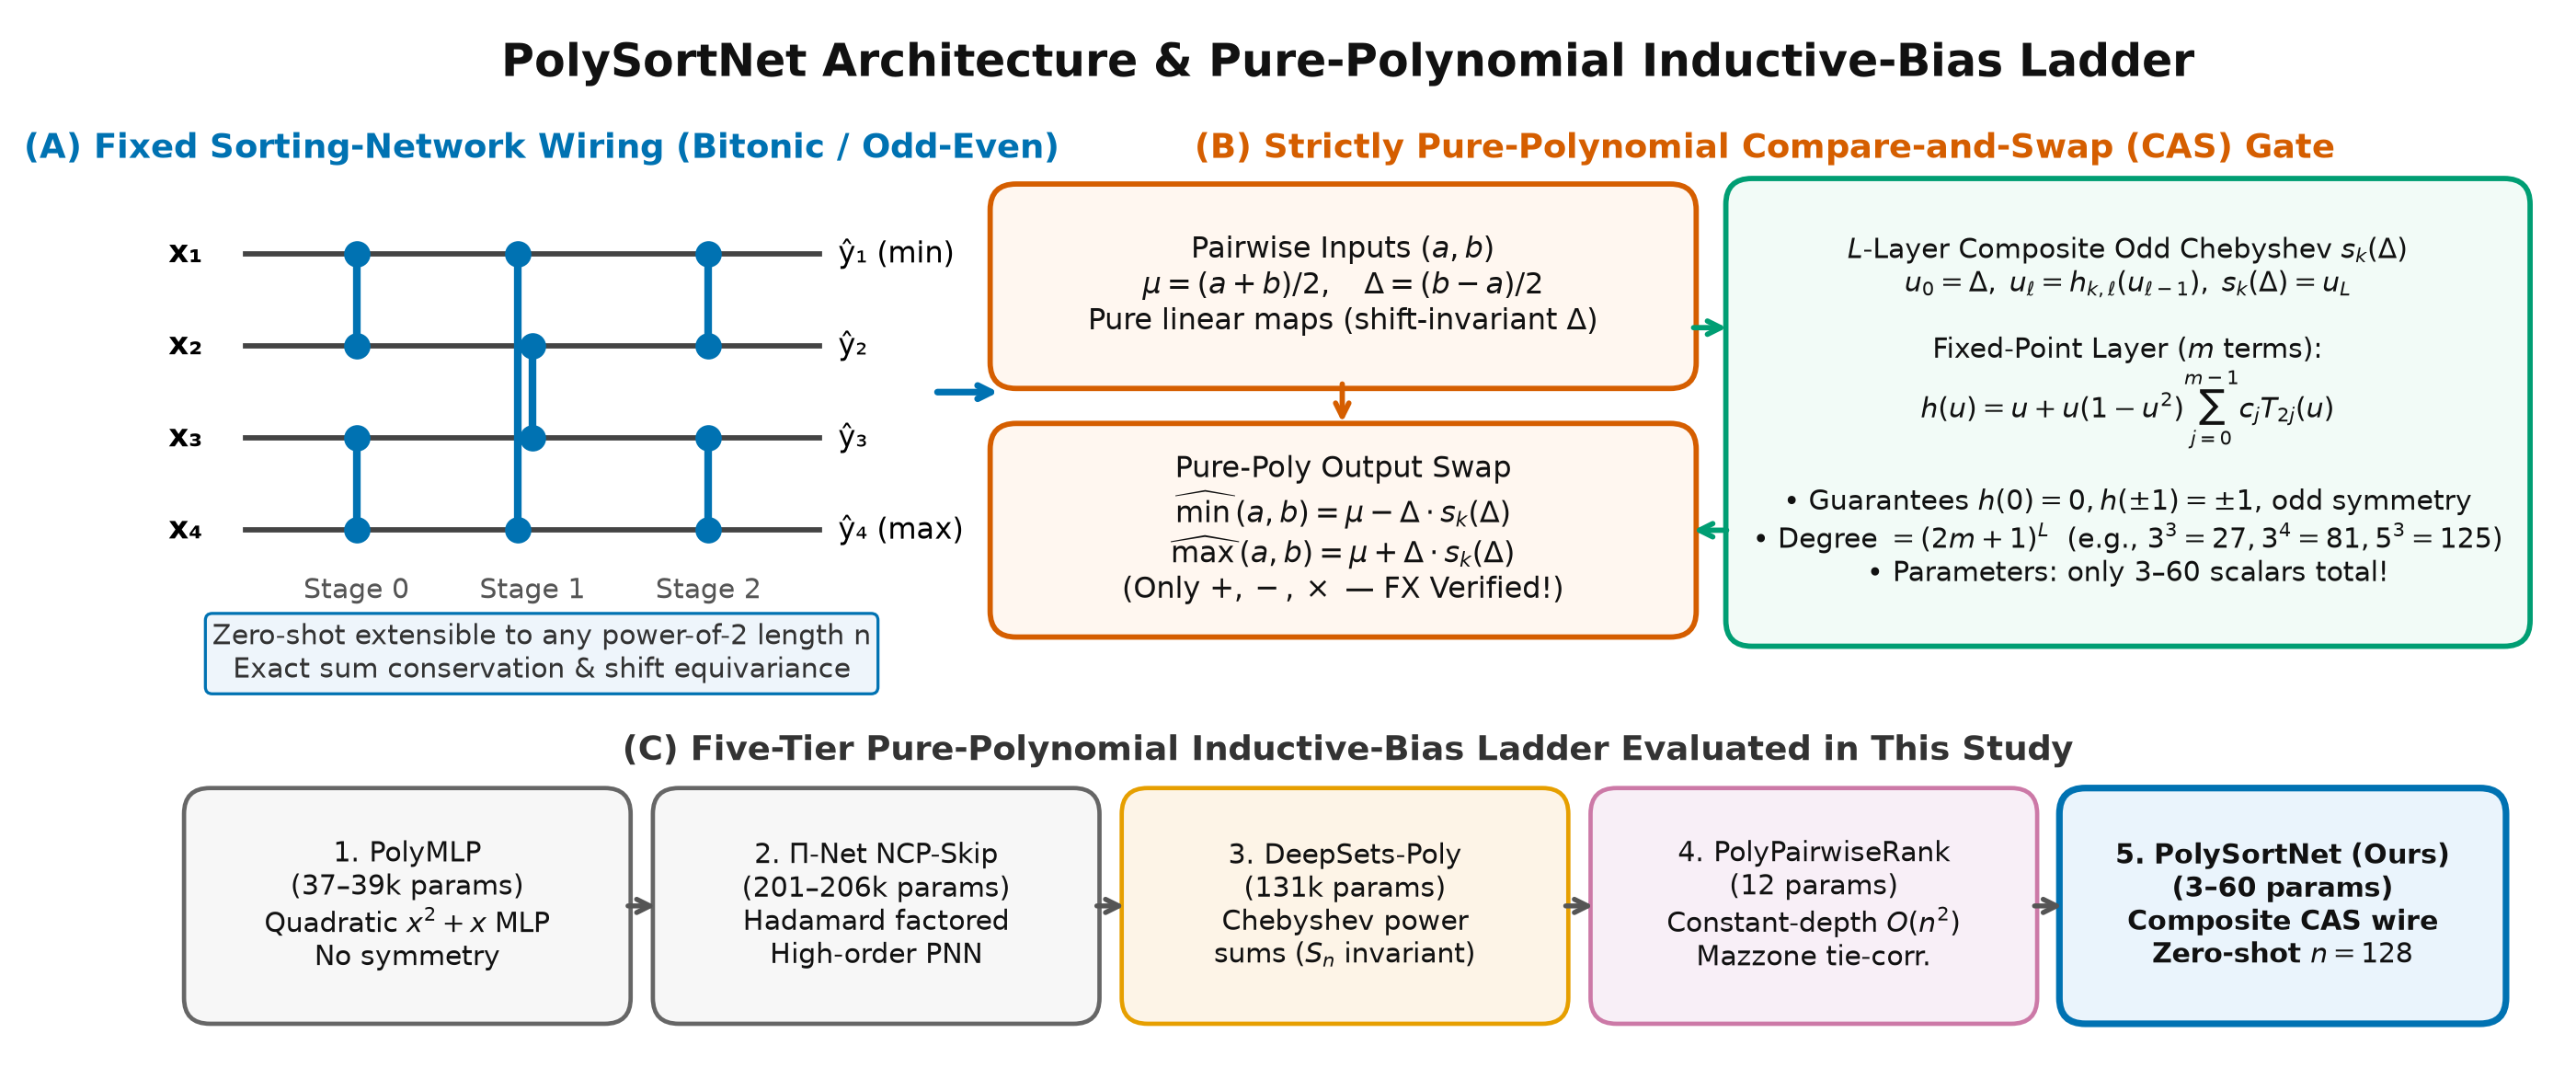 PolySortNet Architecture & Pure-Polynomial Inductive-Bias Ladder
(A) Fixed Sorting-Network Wiring (Bitonic / Odd-Even)
x₁
ŷ₁ (min)
x₂
ŷ₂
x₃
ŷ₃
x₄
ŷ₄ (max)
Stage 0
Stage 1
Stage 2
Zero-shot extensible to any power-of-2 length n
Exact sum conservation & shift equivariance
(B) Strictly Pure-Polynomial Compare-and-Swap (CAS) Gate
Pairwise Inputs (a, b)
μ = (a + b)/2, Δ = (b − a)/2
Pure linear maps (shift-invariant Δ)
Pure-Poly Output Swap
\widehat{min}(a, b) = μ − Δ · s_k(Δ)
\widehat{max}(a, b) = μ + Δ · s_k(Δ)
(Only +, −, × — FX Verified!)
L-Layer Composite Odd Chebyshev s_k(Δ)
u₀ = Δ, u_ℓ = h_{k,ℓ}(u_{ℓ−1}), s_k(Δ) = u_L
Fixed-Point Layer (m terms):
h(u) = u + u(1 − u²) ∑_{j=0}^{m−1} c_j T_{2j}(u)
• Guarantees h(0) = 0, h(±1) = ±1, odd symmetry
• Degree = (2m + 1)^L (e.g., 3³ = 27, 3⁴ = 81, 5³ = 125)
• Parameters: only 3–60 scalars total!
(C) Five-Tier Pure-Polynomial Inductive-Bias Ladder Evaluated in This Study
1. PolyMLP
(37–39k params)
Quadratic x² + x MLP
No symmetry
2. Π-Net NCP-Skip
(201–206k params)
Hadamard factored
High-order PNN
3. DeepSets-Poly
(131k params)
Chebyshev power
sums (S_n invariant)
4. PolyPairwiseRank
(12 params)
Constant-depth O(n²)
Mazzone tie-corr.
5. PolySortNet (Ours)
(3–60 params)
Composite CAS wire
Zero-shot n = 128